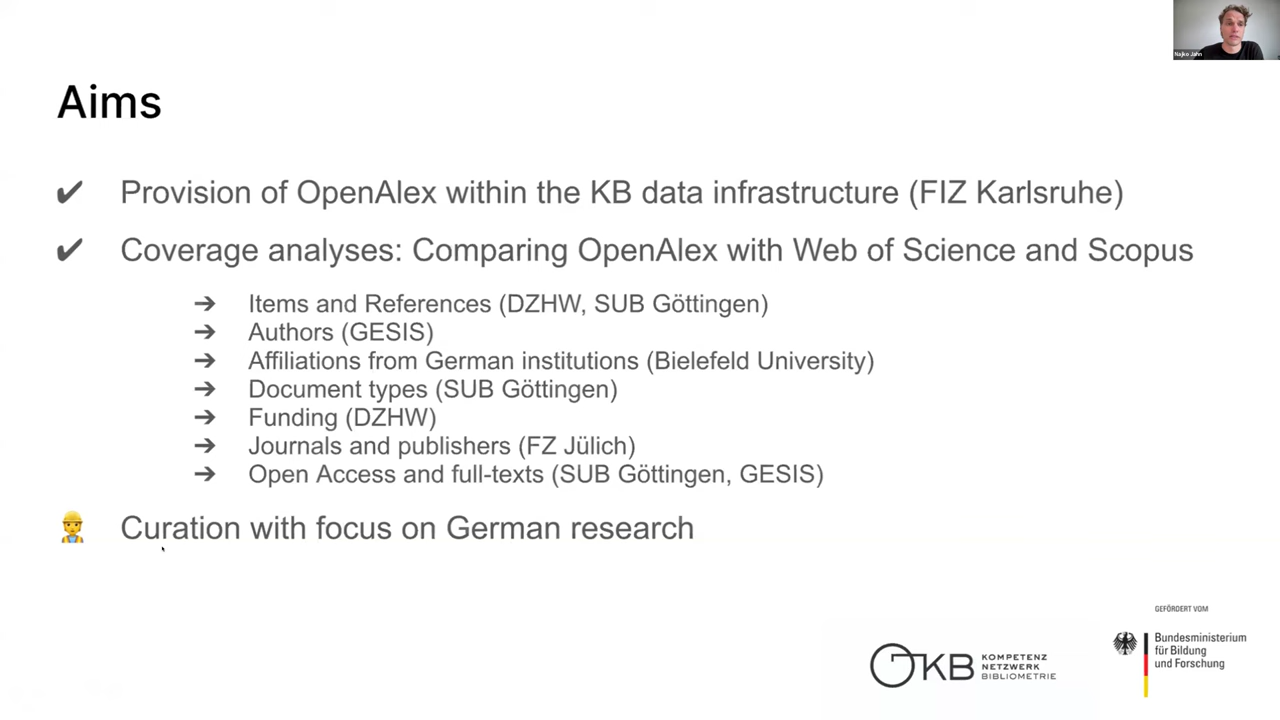 Najko Jahn
Aims
✔ Provision of OpenAlex within the KB data infrastructure (FIZ Karlsruhe)
✔ Coverage analyses: Comparing OpenAlex with Web of Science and Scopus
➔ Items and References (DZHW, SUB Göttingen)
➔ Authors (GESIS)
➔ Affiliations from German institutions (Bielefeld University)
➔ Document types (SUB Göttingen)
➔ Funding (DZHW)
➔ Journals and publishers (FZ Jülich)
➔ Open Access and full-texts (SUB Göttingen, GESIS)
Curation with focus on German research
KB
KOMPETENZ
NETZWERK
BIBLIOMETRIE
GEFÖRDERT VOM
Bundesministerium
für Bildung
und Forschung